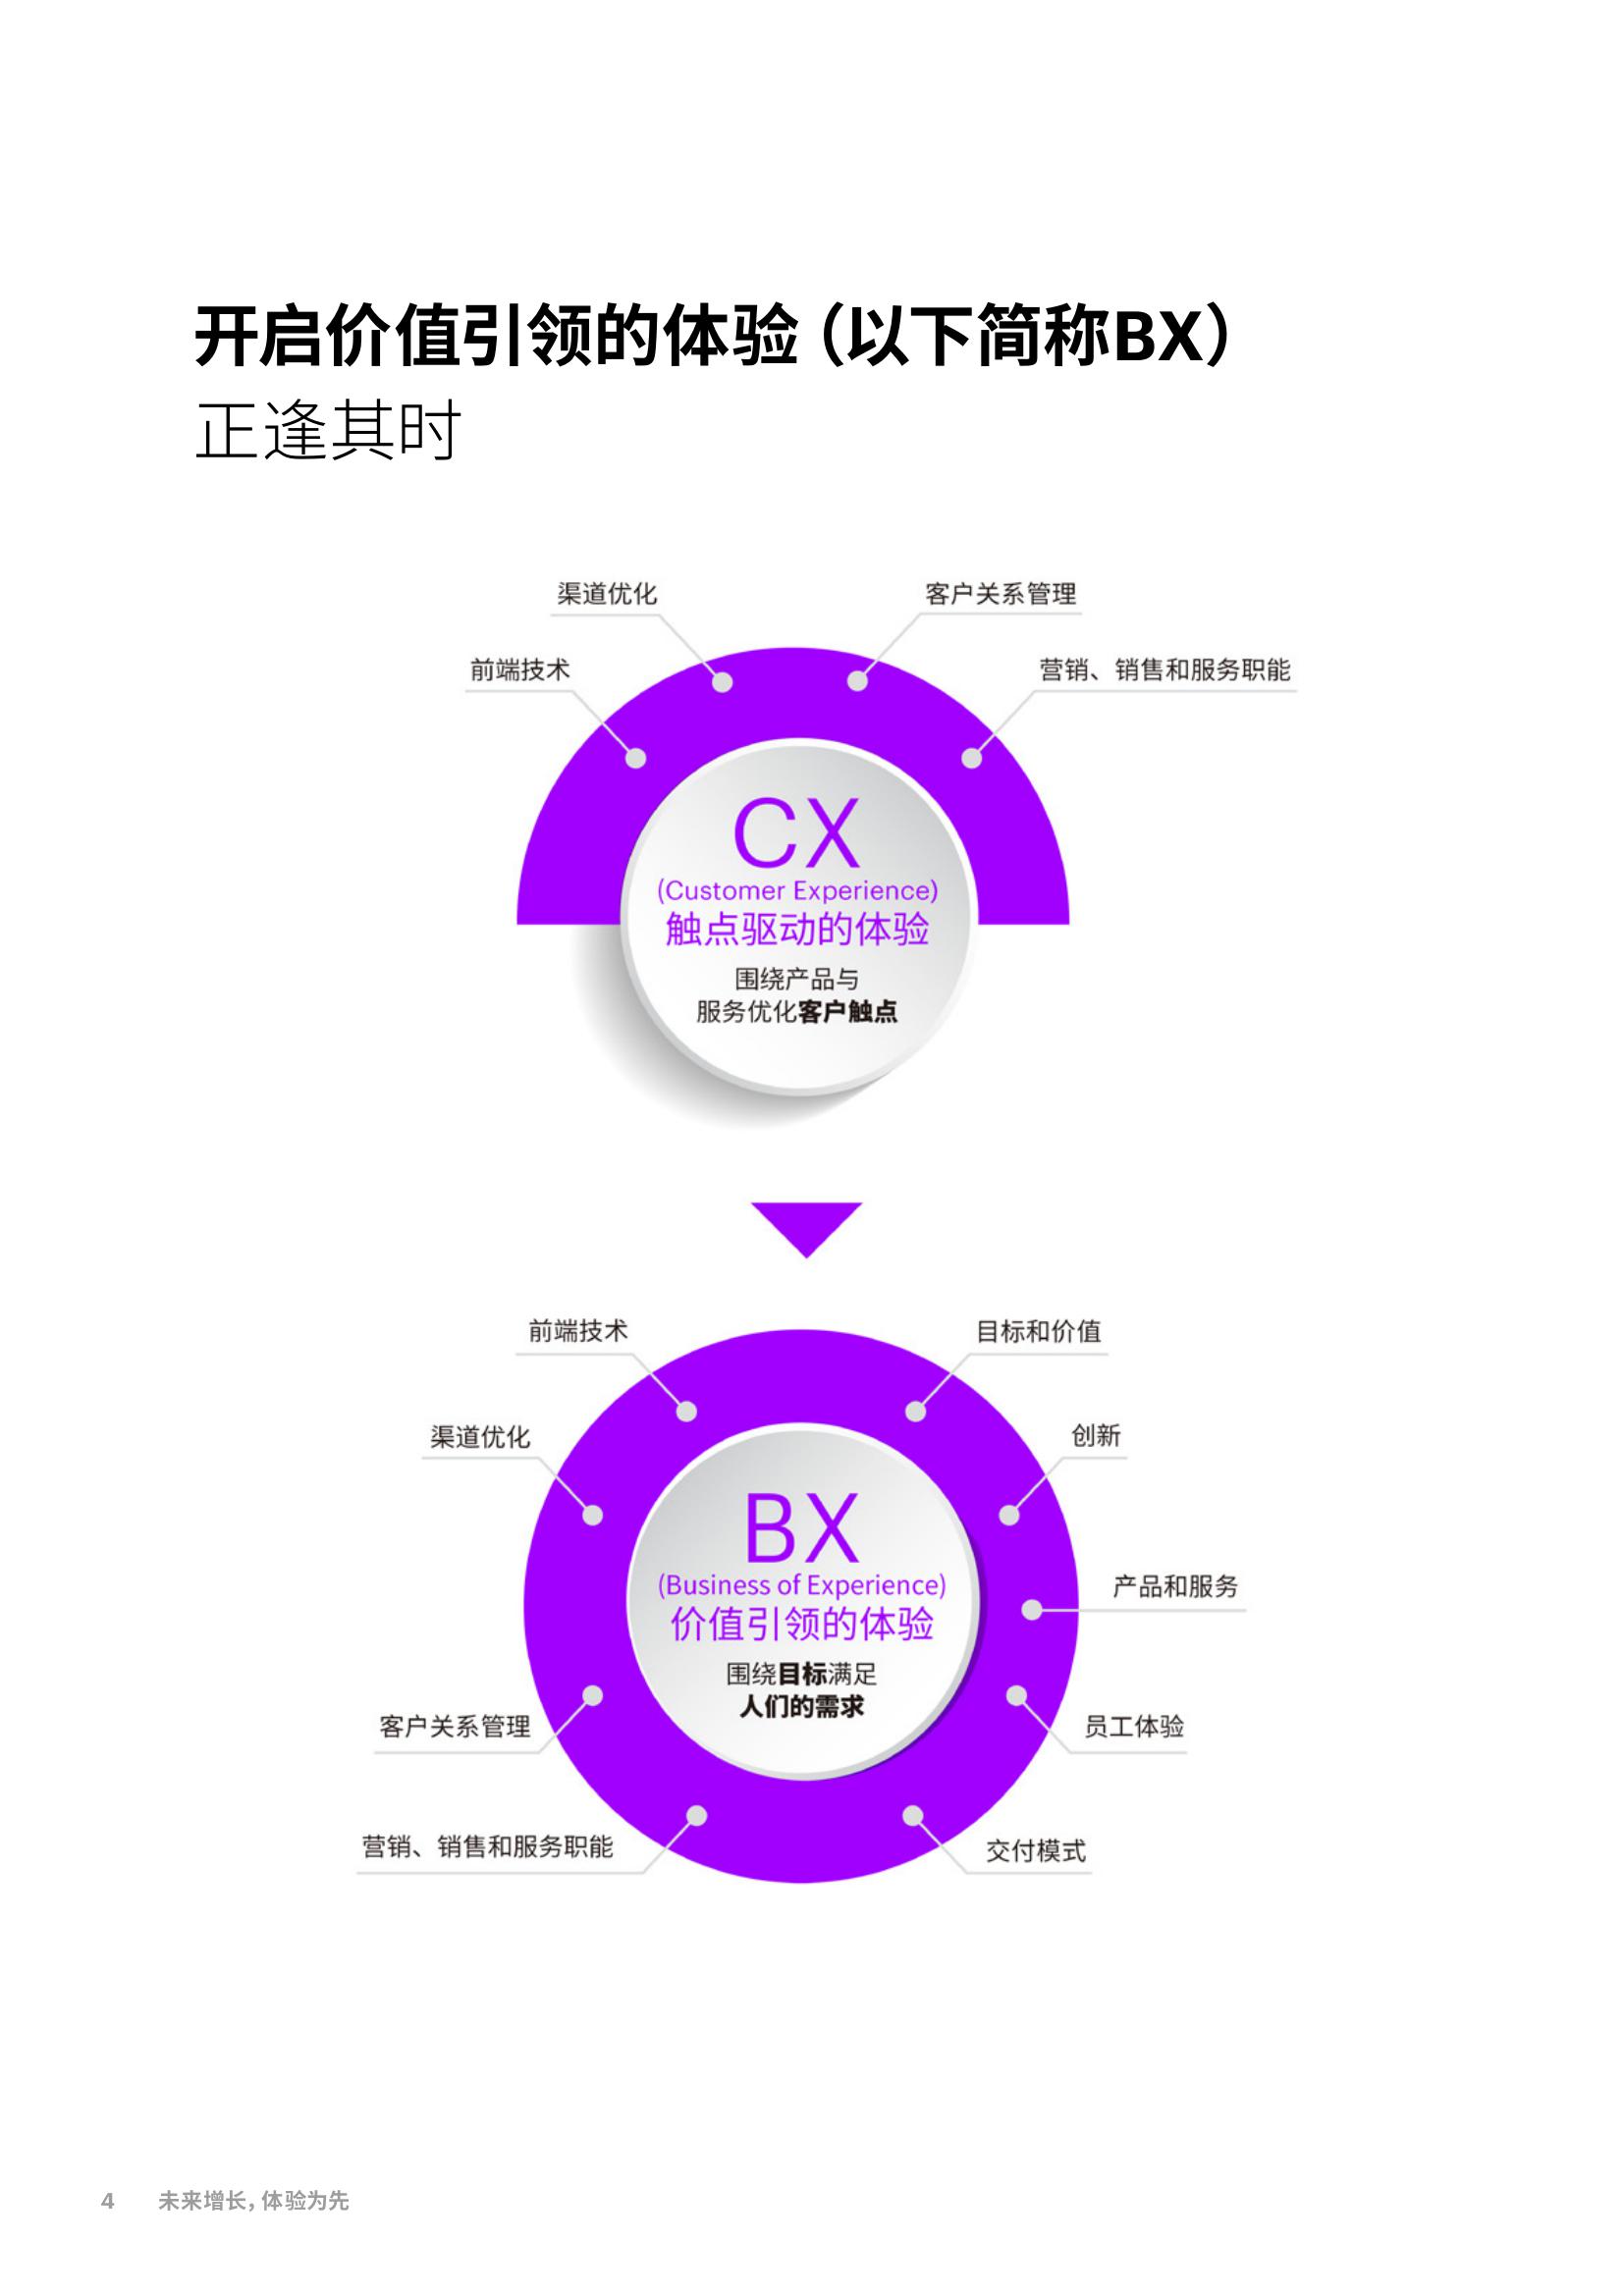 开启价值引领的体验（以下简称BX）
正逢其时
渠道优化
客户关系管理
前端技术
营销、销售和服务职能
CX
(Customer Experience)
触点驱动的体验
围绕产品与
服务优化客户触点
前端技术
目标和价值
渠道优化
创新
BX
(Business of Experience)
价值引领的体验
围绕目标满足
人们的需求
产品和服务
客户关系管理
员工体验
营销、销售和服务职能
交付模式
4 未来增长，体验为先